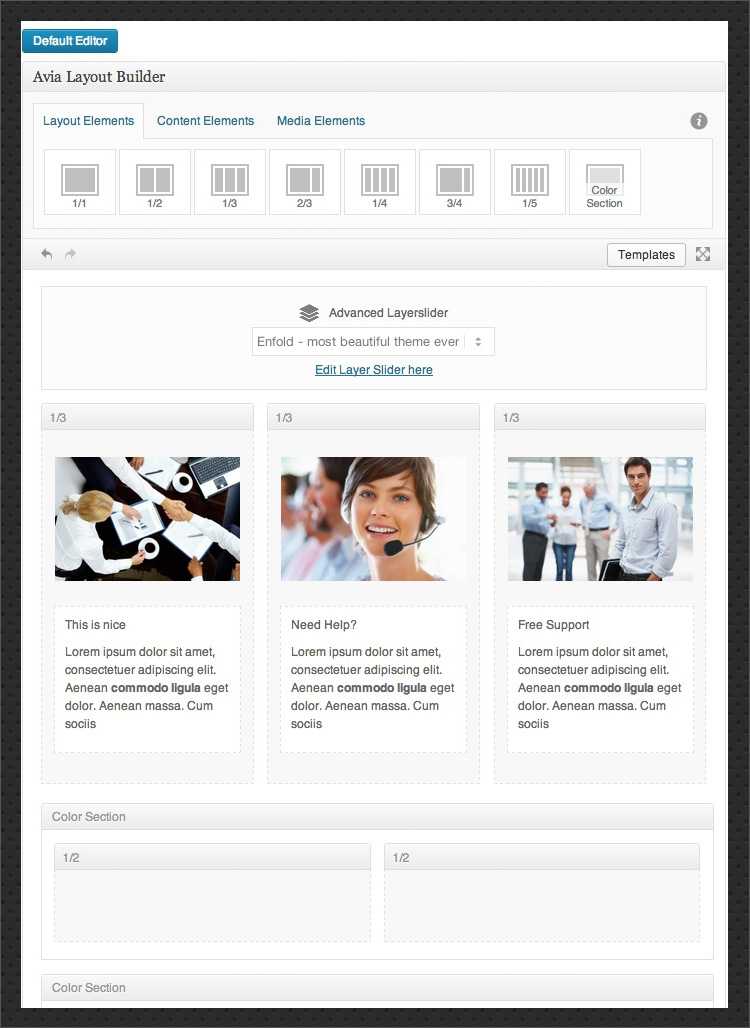 Default Editor
Avia Layout Builder
Layout Elements
Content Elements
Media Elements
1/1
1/2
1/3
2/3
1/4
3/4
1/5
Color
Section
Templates
Advanced Layerslider
Enfold - most beautiful theme ever
Edit Layer Slider here
1/3
This is nice
Lorem ipsum dolor sit amet,
consectetuer adipiscing elit.
Aenean commodo ligula eget
dolor. Aenean massa. Cum
sociis
1/3
Need Help?
Lorem ipsum dolor sit amet,
consectetuer adipiscing elit.
Aenean commodo ligula eget
dolor. Aenean massa. Cum
sociis
1/3
Free Support
Lorem ipsum dolor sit amet,
consectetuer adipiscing elit.
Aenean commodo ligula eget
dolor. Aenean massa. Cum
sociis
Color Section
1/2
1/2
Color Section